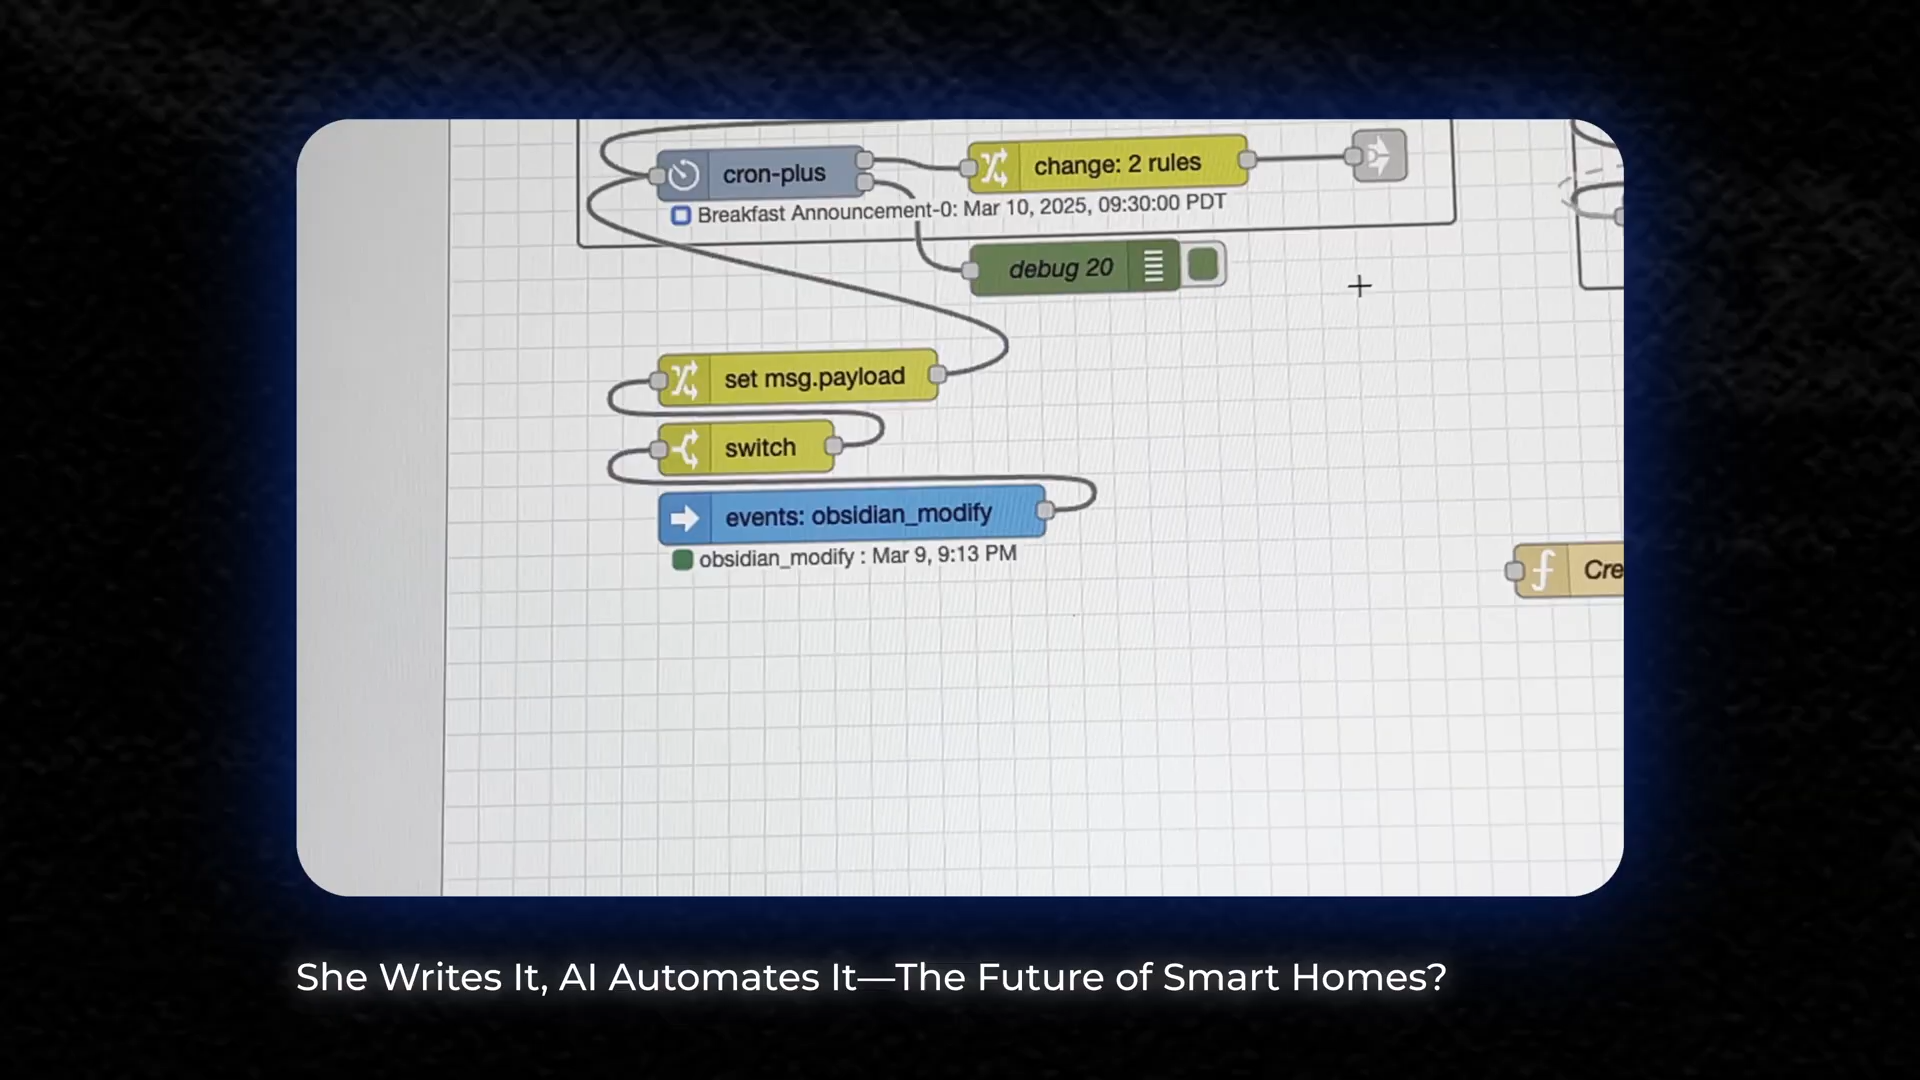 cron-plus
change: 2 rules
Breakfast Announcement-0: Mar 10, 2025, 09:30:00 PDT
debug 20
set msg.payload
switch
events: obsidian_modify
obsidian_modify : Mar 9, 9:13 PM
Cre
She Writes It, AI Automates It—The Future of Smart Homes?